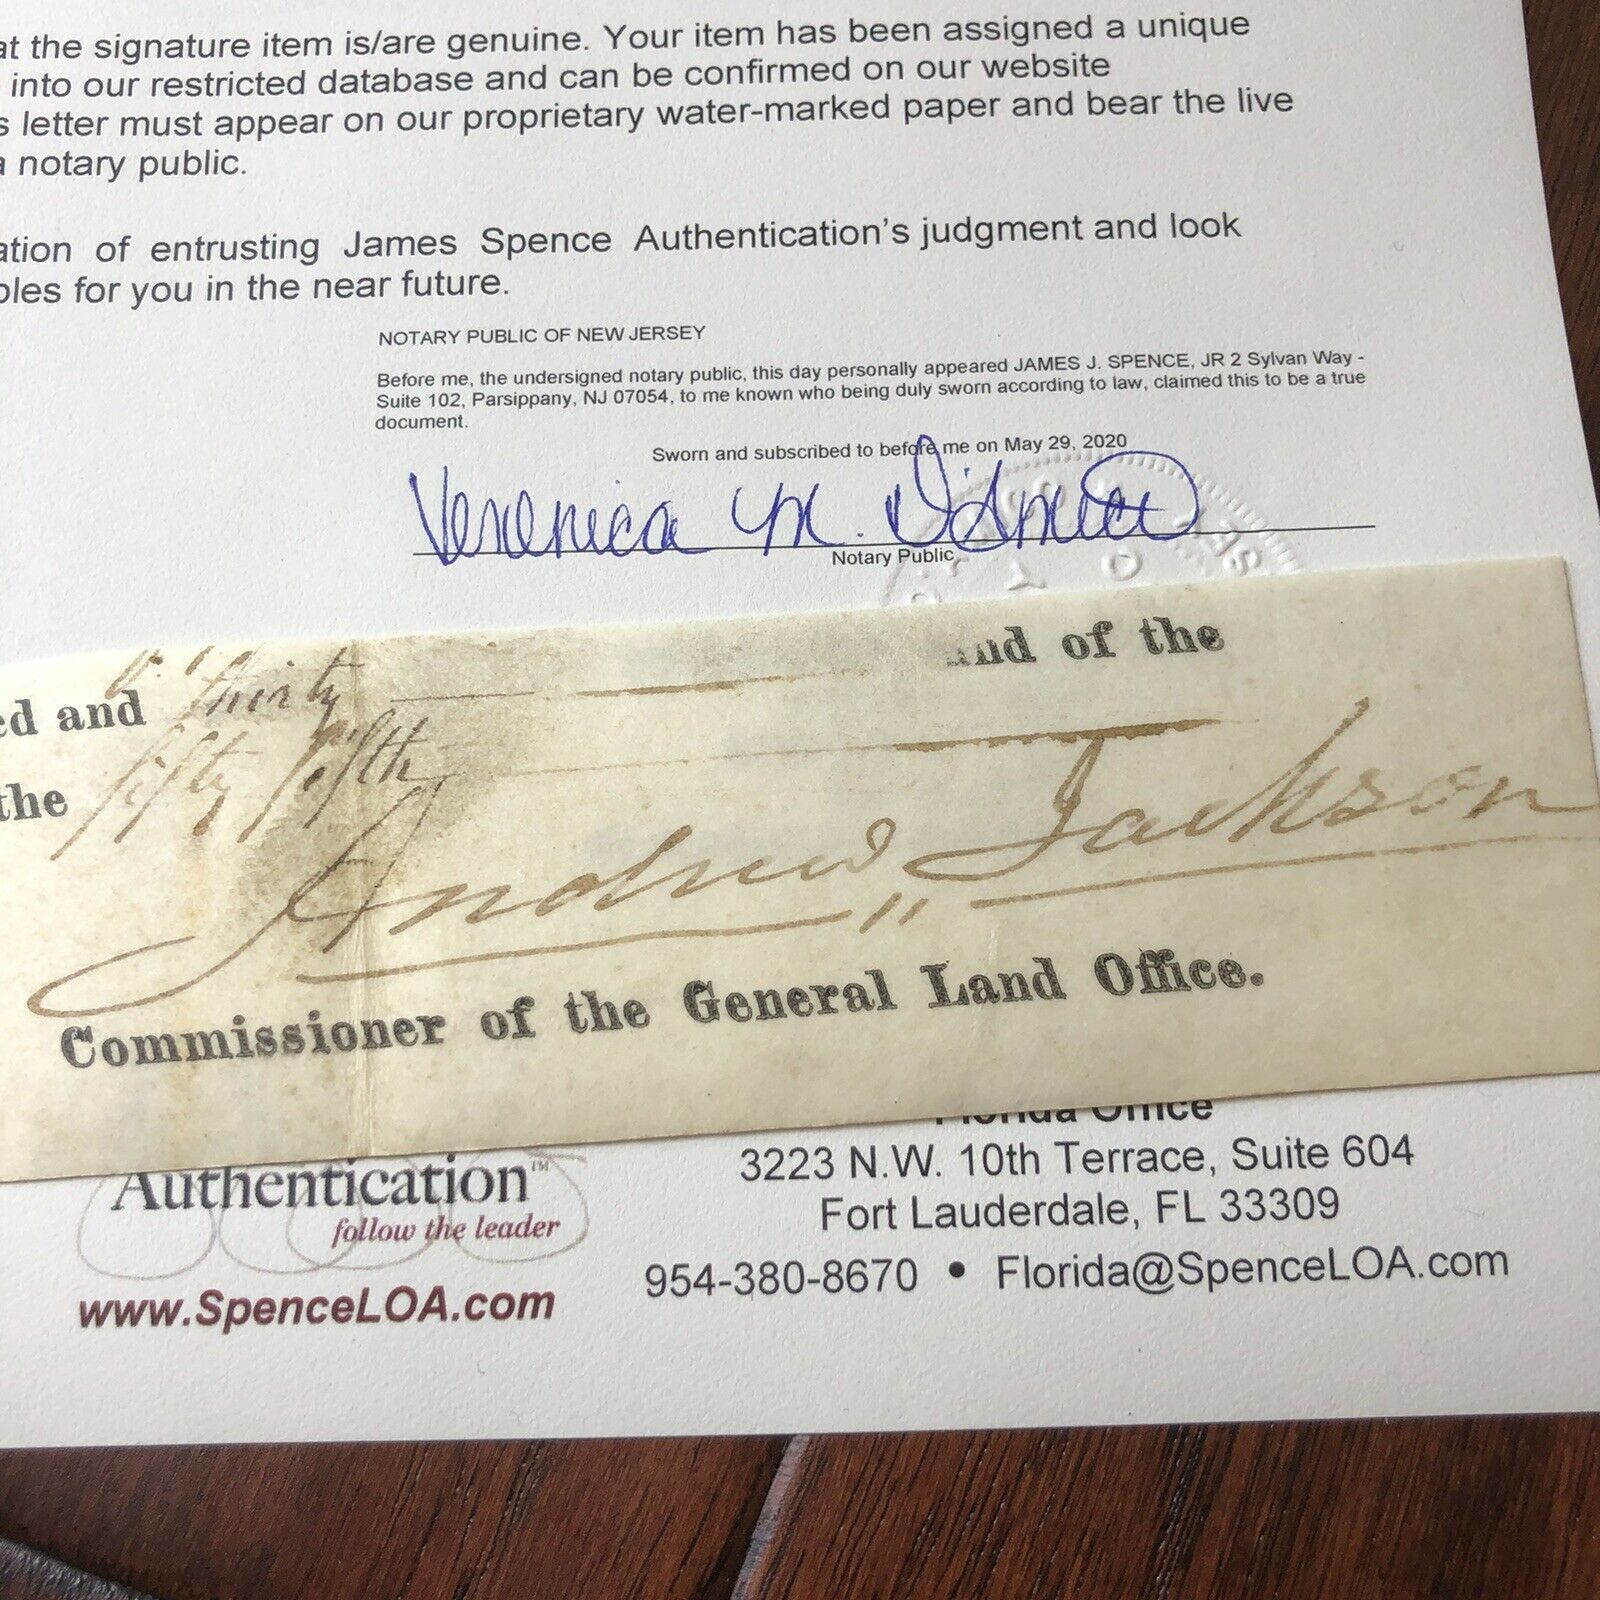 at the signature item is/are genuine. Your item has been assigned a unique
into our restricted database and can be confirmed on our website
s letter must appear on our proprietary water-marked paper and bear the live
a notary public.
ation of entrusting James Spence Authentication's judgment and look
bles for you in the near future.
NOTARY PUBLIC OF NEW JERSEY
Before me, the undersigned notary public, this day personally appeared JAMES J. SPENCE, JR 2 Sylvan Way -
Suite 102, Parsippany, NJ 07054, to me known who being duly sworn according to law, claimed this to be a true
document.
Sworn and subscribed to before me on May 29, 2020
Veronica M.
Notary Public
ed and thirty and of the
the fifty fifth
Andrew Jackson
Commissioner of the General Land Office.
Florida Office
Authentication™
3223 N.W. 10th Terrace, Suite 604
follow the leader
Fort Lauderdale, FL 33309
www.SpenceLOA.com
954-380-8670 • Florida@SpenceLOA.com